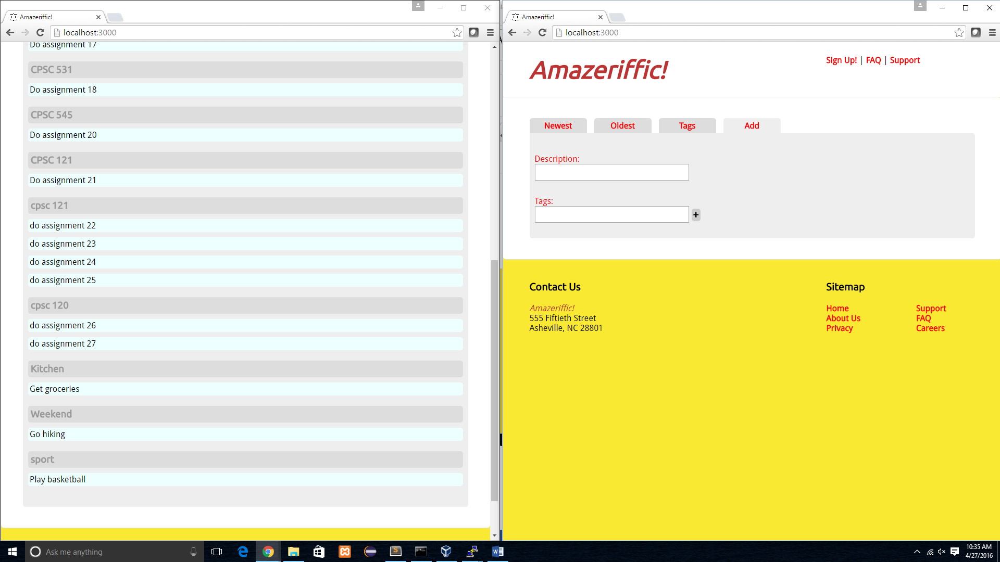 Amazeriffic!
localhost:3000
Do assignment 17
CPSC 531
Do assignment 18
CPSC 545
Do assignment 20
CPSC 121
Do assignment 21
cpsc 121
do assignment 22
do assignment 23
do assignment 24
do assignment 25
cpsc 120
do assignment 26
do assignment 27
Kitchen
Get groceries
Weekend
Go hiking
sport
Play basketball
Amazeriffic!
localhost:3000
Amazeriffic!
Sign Up! | FAQ | Support
Newest Oldest Tags Add
Description:
Tags:
+
Contact Us
Amazeriffic!
555 Fiftieth Street
Asheville, NC 28801
Sitemap
Home Support
About Us FAQ
Privacy Careers
Ask me anything
10:35 AM
4/27/2016